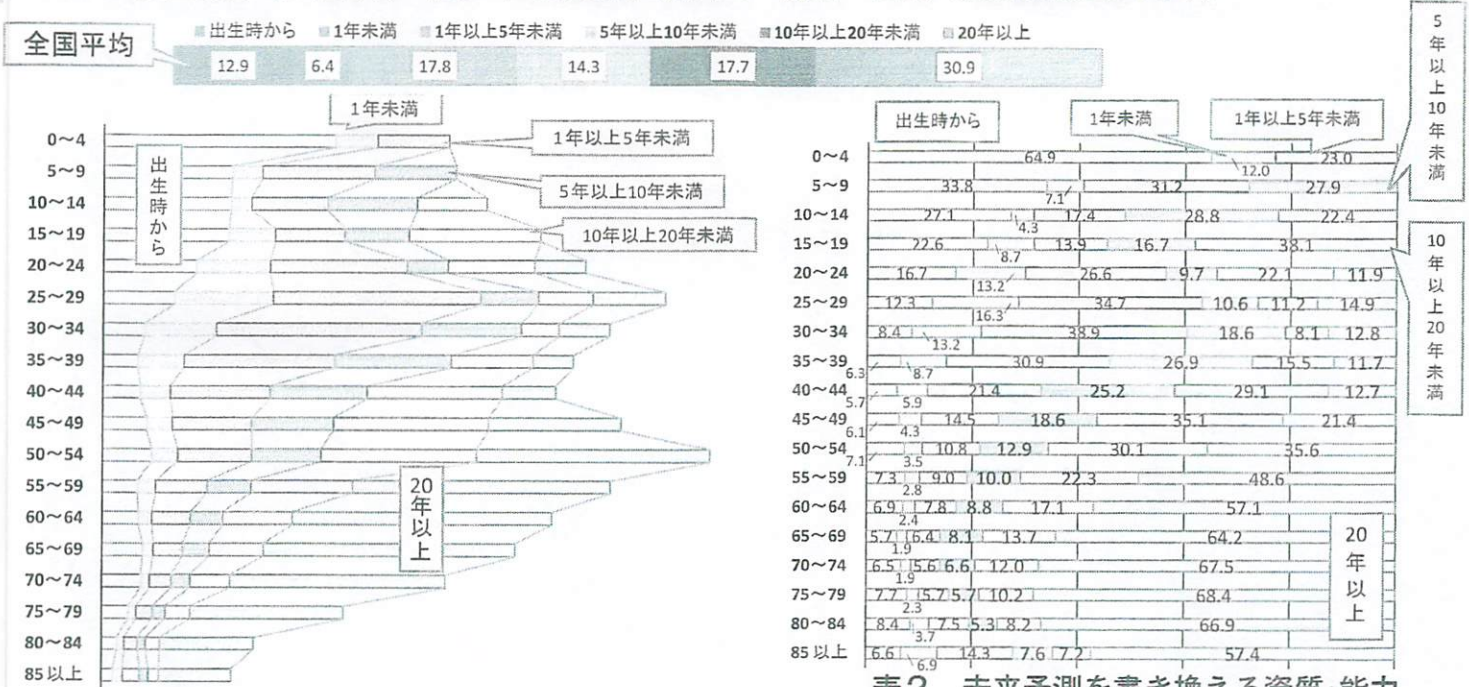 出生時から 1年未満 1年以上5年未満 5年以上10年未満 10年以上20年未満 20年以上
全国平均
12.9 6.4 17.8 14.3 17.7 30.9
1年未満
1年以上5年未満
5年以上10年未満
10年以上20年未満
出生時から
20年以上
0~4
5~9
10~14
15~19
20~24
25~29
30~34
35~39
40~44
45~49
50~54
55~59
60~64
65~69
70~74
75~79
80~84
85以上
出生時から 1年未満 1年以上5年未満
5年以上10年未満
10年以上20年未満
20年以上
0~4 64.9 12.0 23.0
5~9 33.8 7.1 31.2 27.9
10~14 27.1 4.3 17.4 28.8 22.4
15~19 22.6 8.7 13.9 16.7 38.1
20~24 16.7 13.2 26.6 9.7 22.1 11.9
25~29 12.3 16.3 34.7 10.6 11.2 14.9
30~34 8.4 13.2 38.9 18.6 8.1 12.8
35~39 6.3 8.7 30.9 26.9 15.5 11.7
40~44 5.7 5.9 21.4 25.2 29.1 12.7
45~49 6.1 4.3 14.5 18.6 35.1 21.4
50~54 7.1 3.5 10.8 12.9 30.1 35.6
55~59 7.3 2.8 9.0 10.0 22.3 48.6
60~64 6.9 2.4 7.8 8.8 17.1 57.1
65~69 5.7 1.9 6.4 8.1 13.7 64.2
70~74 6.5 1.9 5.6 6.6 12.0 67.5
75~79 7.7 2.3 5.7 5.7 10.2 68.4
80~84 8.4 3.7 7.5 5.3 8.2 66.9
85以上 6.6 6.9 14.3 7.6 7.2 57.4
表2 未来予測を書き換える資質・能力